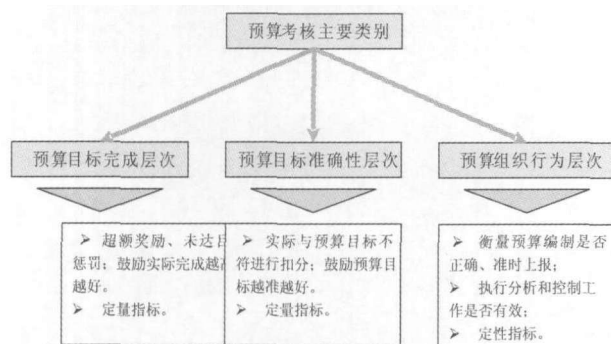 预算考核主要类别
预算目标完成层次
预算目标准确性层次
预算组织行为层次
➢ 超额奖励、未达目
惩罚；鼓励实际完成越高
越好。
➢ 定量指标。
➢ 实际与预算目标不
符进行扣分；鼓励预算目
标越准越好。
➢ 定量指标。
➢ 衡量预算编制是否
正确、准时上报；
➢ 执行分析和控制工
作是否有效；
➢ 定性指标。